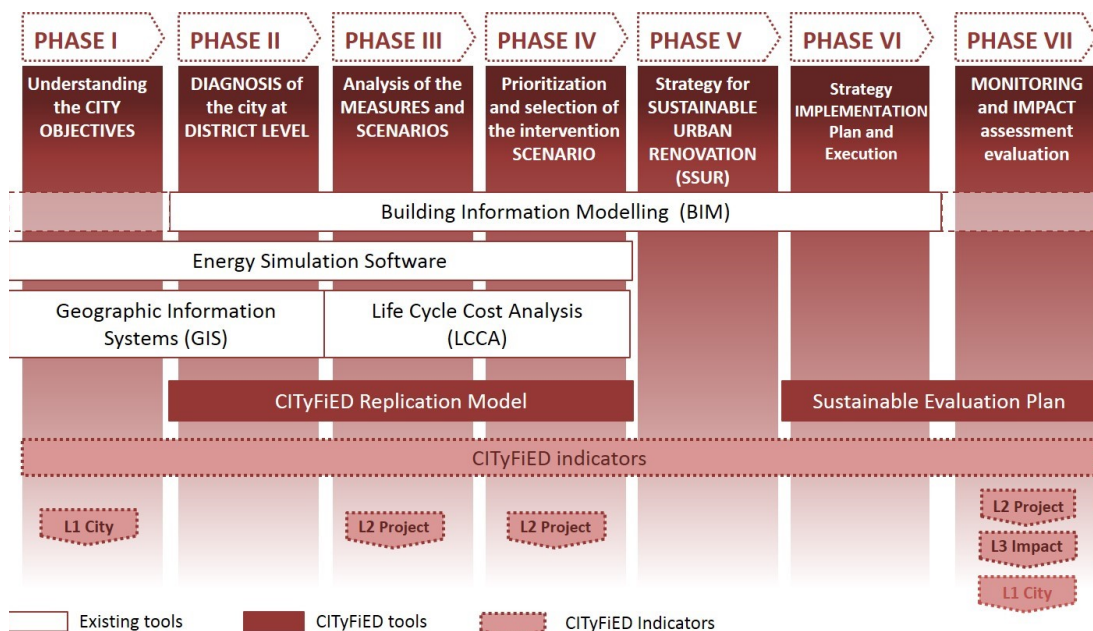 PHASE I
PHASE II
PHASE III
PHASE IV
PHASE V
PHASE VI
PHASE VII
Understanding
the CITY
OBJECTIVES
DIAGNOSIS of
the city at
DISTRICT LEVEL
Analysis of the
MEASURES and
SCENARIOS
Prioritization
and selection of
the intervention
SCENARIO
Strategy for
SUSTAINABLE
URBAN
RENOVATION
(SSUR)
Strategy
IMPLEMENTATION
Plan and
Execution
MONITORING
and IMPACT
assessment
evaluation
Building Information Modelling (BIM)
Energy Simulation Software
Geographic Information
Systems (GIS)
Life Cycle Cost Analysis
(LCCA)
CITyFiED Replication Model
Sustainable Evaluation Plan
CITyFiED indicators
L1 City
L2 Project
L2 Project
L2 Project
L3 Impact
L1 City
Existing tools
CITyFiED tools
CITyFiED Indicators